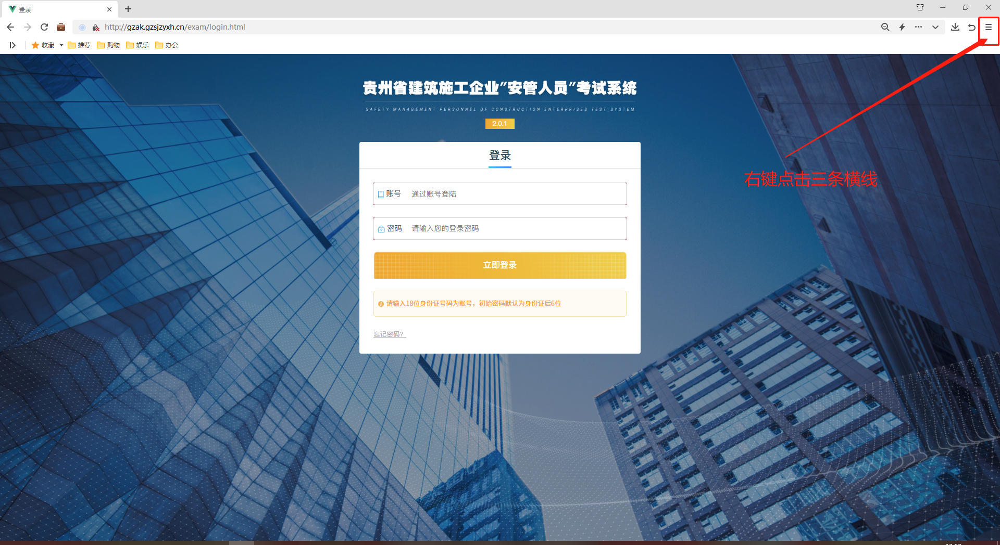 登录
http://gzak.gzsjzyxh.cn/exam/login.html
收藏 推荐 购物 娱乐 办公
贵州省建筑施工企业"安管人员"考试系统
SAFETY MANAGEMENT PERSONNEL OF CONSTRUCTION ENTERPRISES TEST SYSTEM
2.0.1
登录
右键点击三条横线
账号 通过账号登陆
密码 请输入您的登录密码
立即登录
请输入18位身份证号码为账号，初始密码默认为身份证后6位
忘记密码？